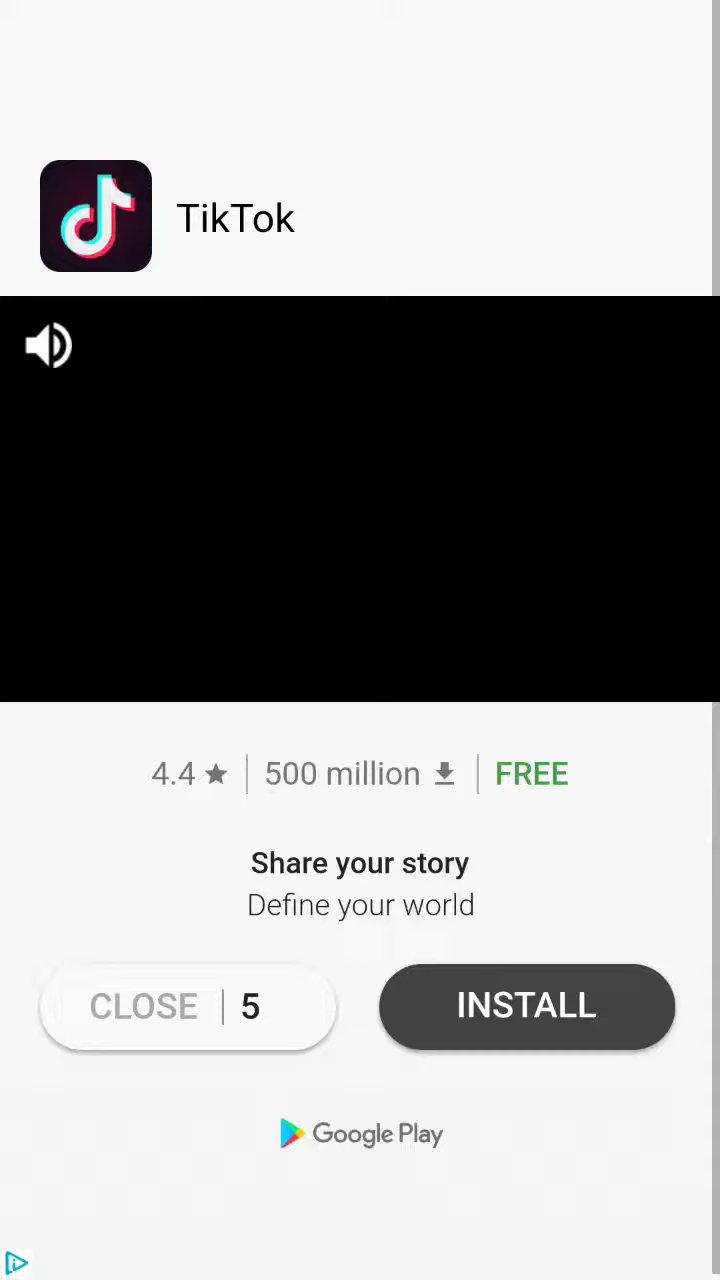 TikTok
4.4 500 million FREE
Share your story
Define your world
CLOSE 5 INSTALL
Google Play